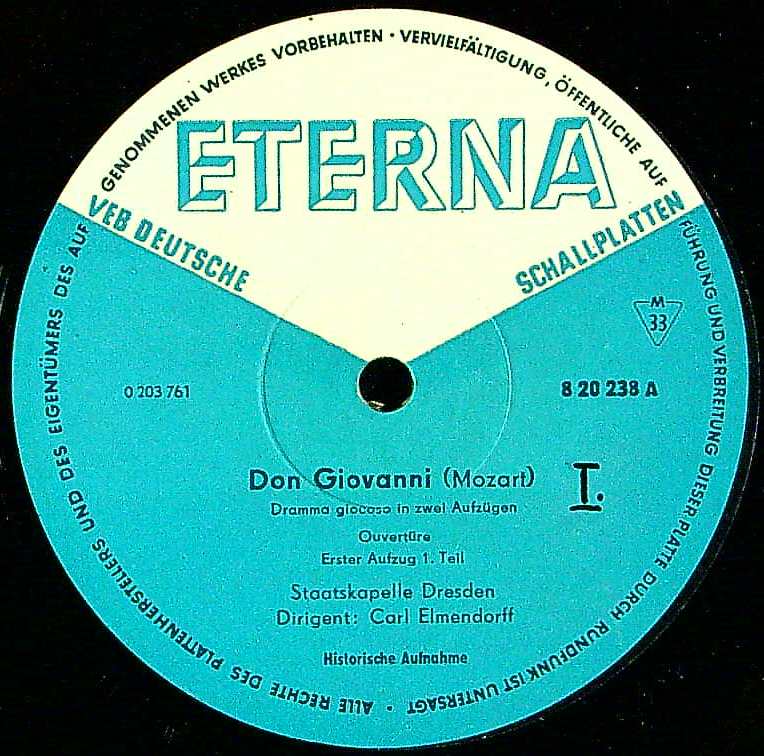 ALLE RECHTE DES PLATTENHERSTELLERS UND DES EIGENTÜMERS DES AUF GENOMMENEN WERKES VORBEHALTEN · VERVIELFÄLTIGUNG, ÖFFENTLICHE AUF FÜHRUNG UND VERBREITUNG DIESER PLATTE DURCH RUNDFUNK IST UNTERSAGT ·
ETERNA
VEB DEUTSCHE SCHALLPLATTEN
M
33
0 203 761
8 20 238 A
Don Giovanni (Mozart)
I.
Dramma giocoso in zwei Aufzügen
Ouvertüre
Erster Aufzug 1. Teil
Staatskapelle Dresden
Dirigent: Carl Elmendorff
Historische Aufnahme